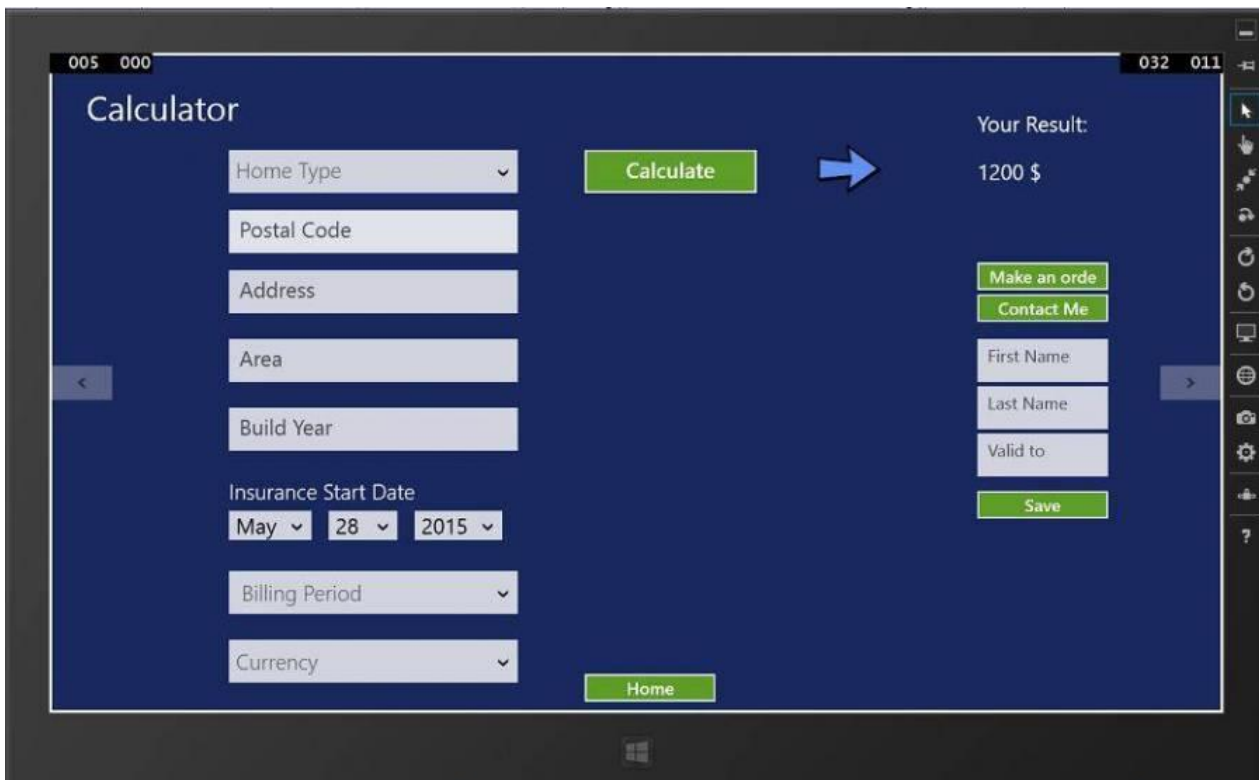 005 000
032 011
Calculator
Your Result:
Home Type
Calculate
1200 $
Postal Code
Address
Make an orde
Contact Me
Area
First Name
Last Name
Build Year
Valid to
Insurance Start Date
May 28 2015
Save
Billing Period
Currency
Home